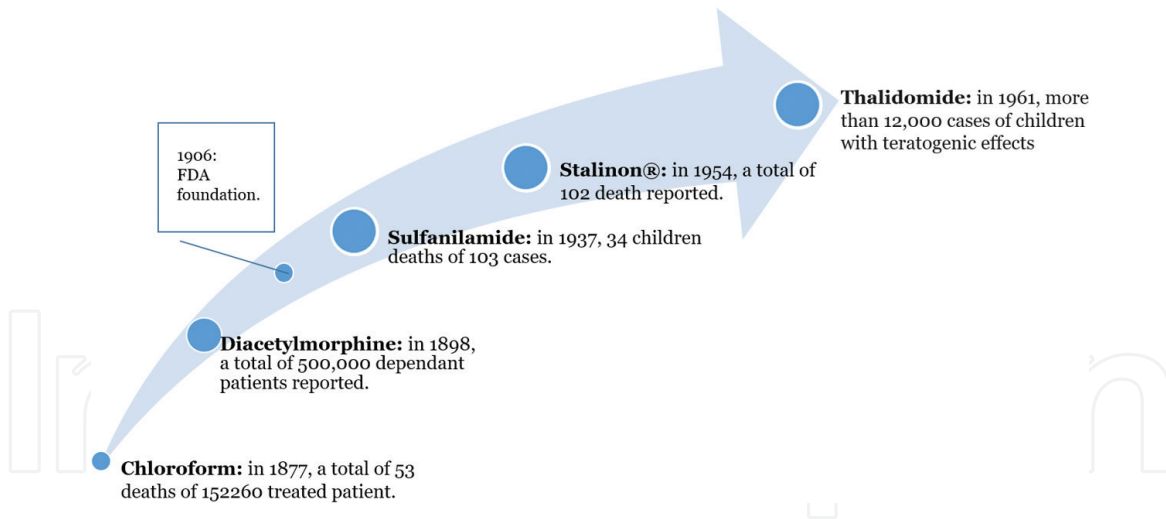 Thalidomide: in 1961, more
than 12,000 cases of children
with teratogenic effects
1906:
FDA
foundation.
Stalinon®: in 1954, a total of
102 death reported.
Sulfanilamide: in 1937, 34 children
deaths of 103 cases.
Diacetylmorphine: in 1898,
a total of 500,000 dependant
patients reported.
Chloroform: in 1877, a total of 53
deaths of 152260 treated patient.